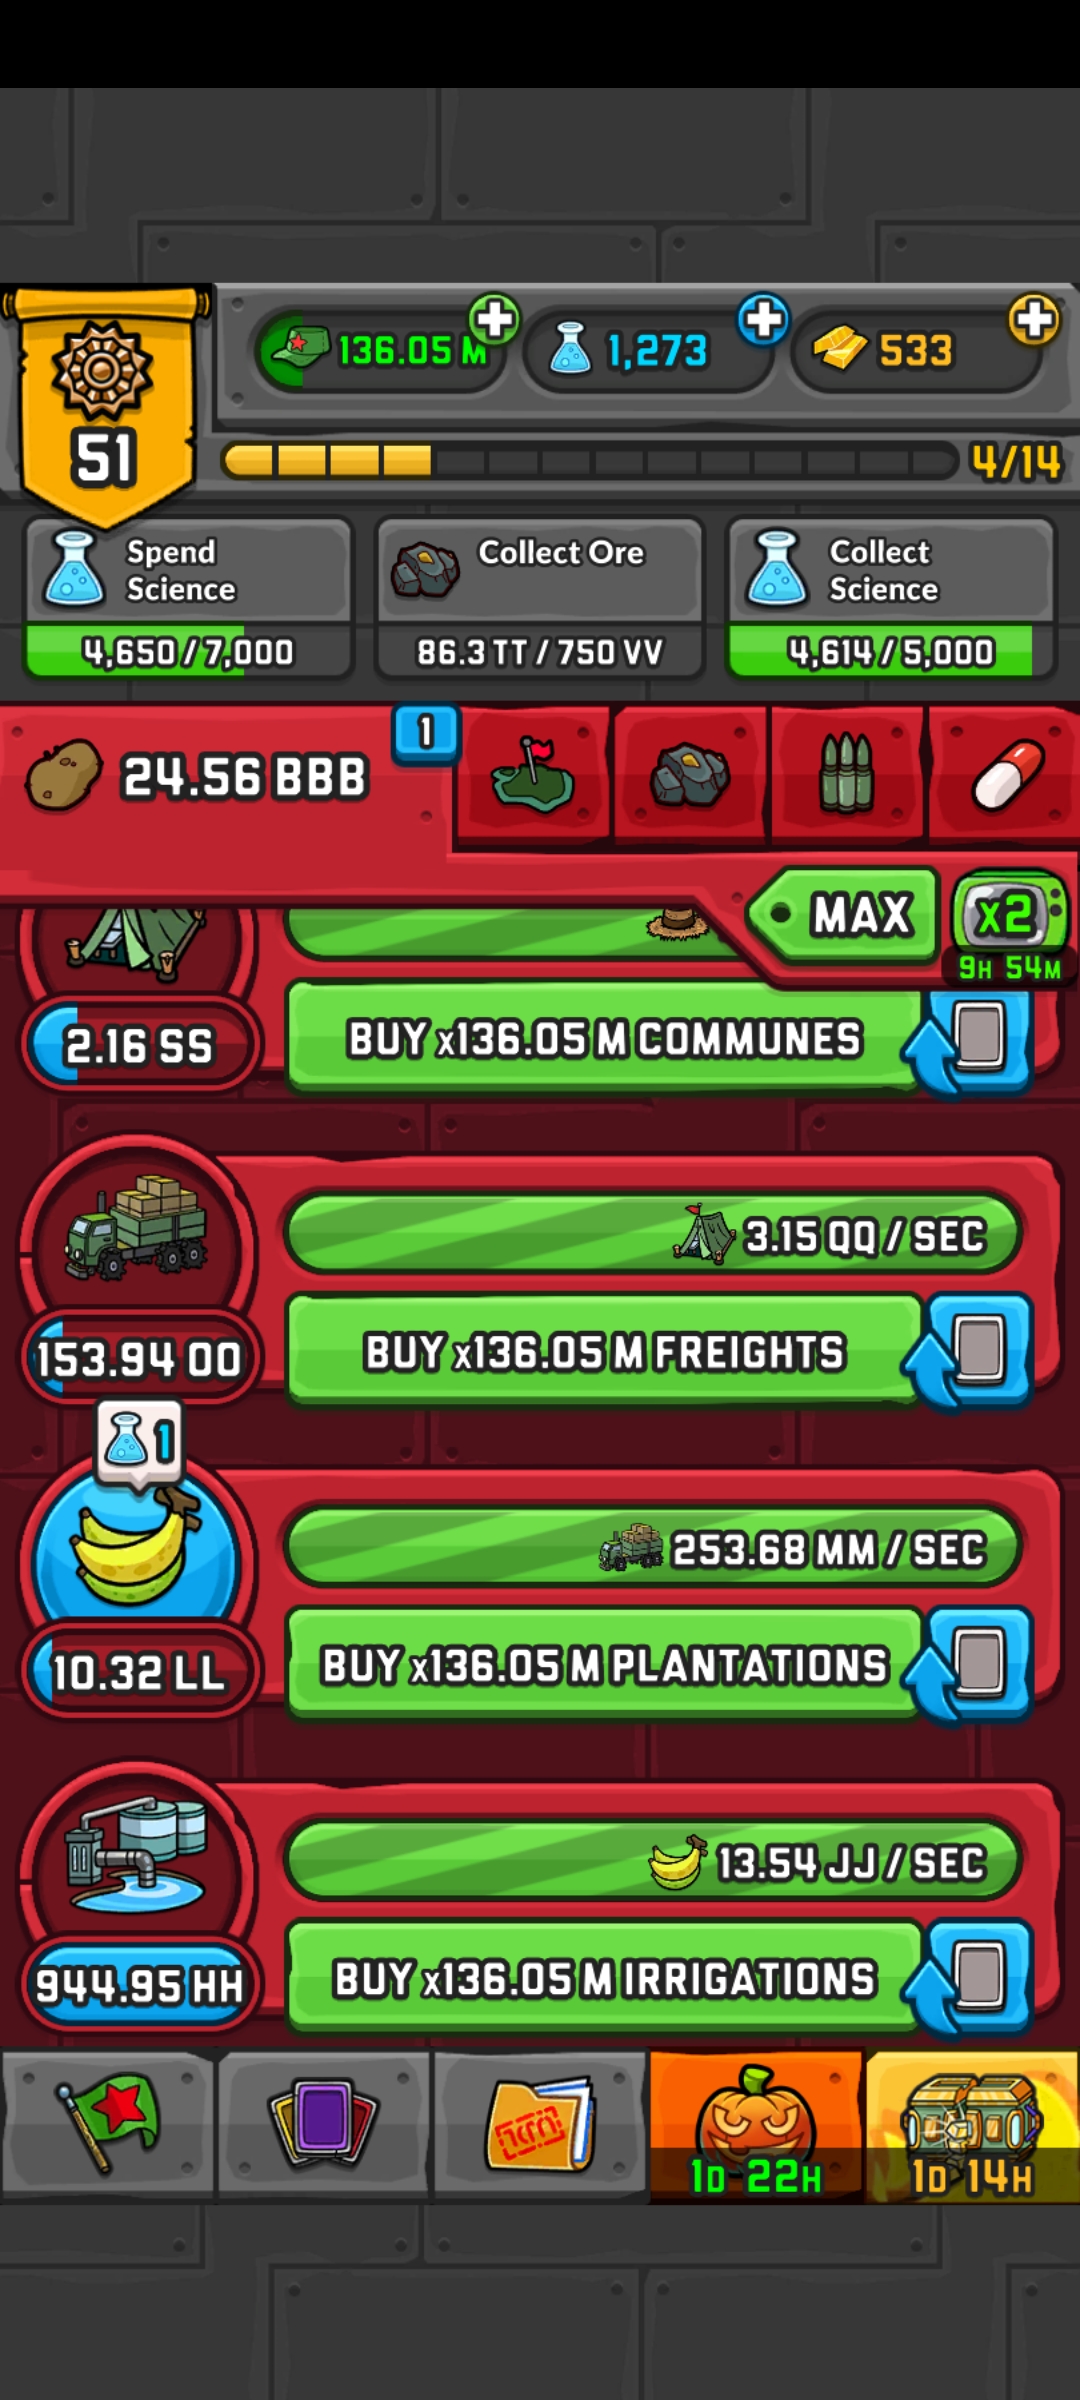 136.05 M
1,273
533
51
4/14
Spend
Science
4,650/7,000
Collect Ore
86.3 TT/750 VV
Collect
Science
4,614/5,000
24.56 BBB
1
MAX
x2
9H 54M
2.16 SS
BUY x136.05 M COMMUNES
3.15 QQ/SEC
153.94 OO
BUY x136.05 M FREIGHTS
1
253.68 MM/SEC
10.32 LL
BUY x136.05 M PLANTATIONS
13.54 JJ/SEC
944.95 HH
BUY x136.05 M IRRIGATIONS
1D 22H
1D 14H